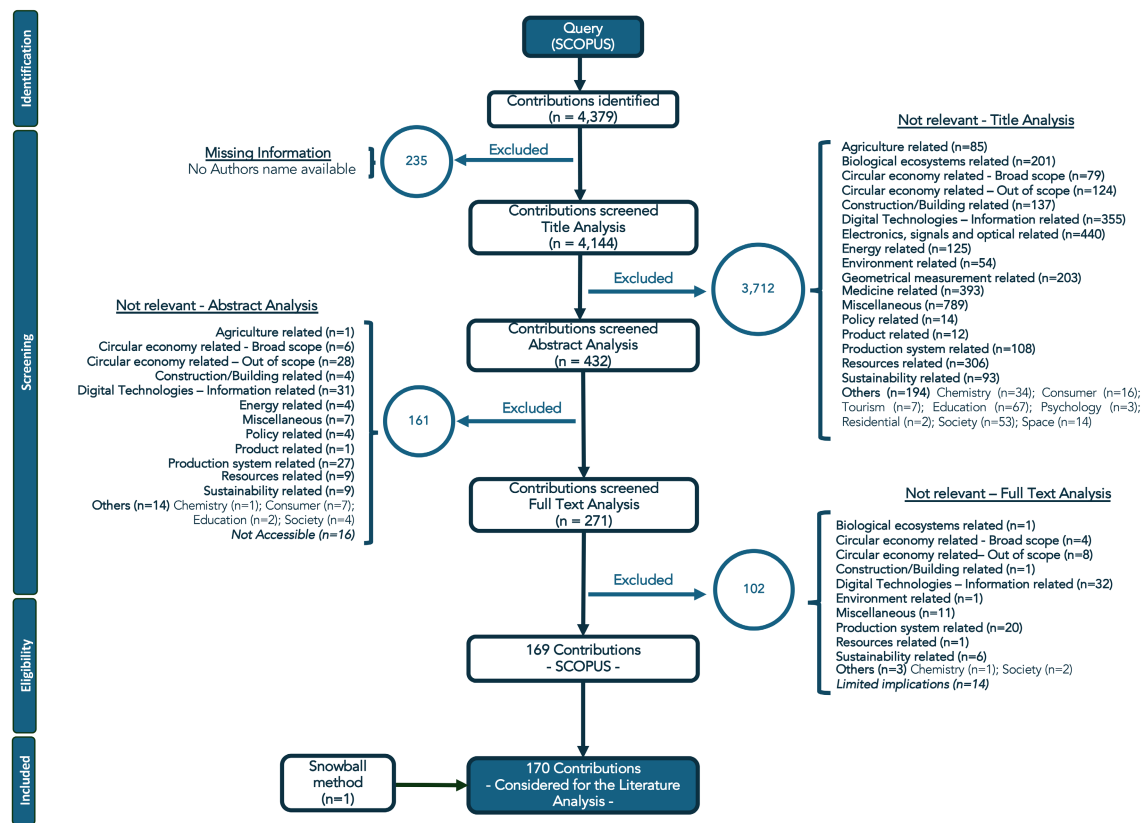 Identification
Query
(SCOPUS)
Contributions identified
(n = 4,379)
Screening
Missing Information
No Authors name available
235
Excluded
Contributions screened
Title Analysis
(n = 4,144)
Excluded
3,712
Not relevant - Title Analysis
Agriculture related (n=85)
Biological ecosystems related (n=201)
Circular economy related - Broad scope (n=79)
Circular economy related – Out of scope (n=124)
Construction/Building related (n=137)
Digital Technologies – Information related (n=355)
Electronics, signals and optical related (n=440)
Energy related (n=125)
Environment related (n=54)
Geometrical measurement related (n=203)
Medicine related (n=393)
Miscellaneous (n=789)
Policy related (n=14)
Product related (n=12)
Production system related (n=108)
Resources related (n=306)
Sustainability related (n=93)
Others (n=194) Chemistry (n=34); Consumer (n=16);
Tourism (n=7); Education (n=67); Psychology (n=3);
Residential (n=2); Society (n=53); Space (n=14)
Contributions screened
Abstract Analysis
(n = 432)
Not relevant - Abstract Analysis
Agriculture related (n=1)
Circular economy related - Broad scope (n=6)
Circular economy related – Out of scope (n=28)
Construction/Building related (n=4)
Digital Technologies – Information related (n=31)
Energy related (n=4)
Miscellaneous (n=7)
Policy related (n=4)
Product related (n=1)
Production system related (n=27)
Resources related (n=9)
Sustainability related (n=9)
Others (n=14) Chemistry (n=1); Consumer (n=7);
Education (n=2); Society (n=4)
Not Accessible (n=16)
161
Excluded
Contributions screened
Full Text Analysis
(n = 271)
Excluded
102
Not relevant – Full Text Analysis
Biological ecosystems related (n=1)
Circular economy related - Broad scope (n=4)
Circular economy related– Out of scope (n=8)
Construction/Building related (n=1)
Digital Technologies – Information related (n=32)
Environment related (n=1)
Miscellaneous (n=11)
Production system related (n=20)
Resources related (n=1)
Sustainability related (n=6)
Others (n=3) Chemistry (n=1); Society (n=2)
Limited implications (n=14)
Eligibility
169 Contributions
- SCOPUS -
Included
Snowball
method
(n=1)
170 Contributions
- Considered for the Literature
Analysis -